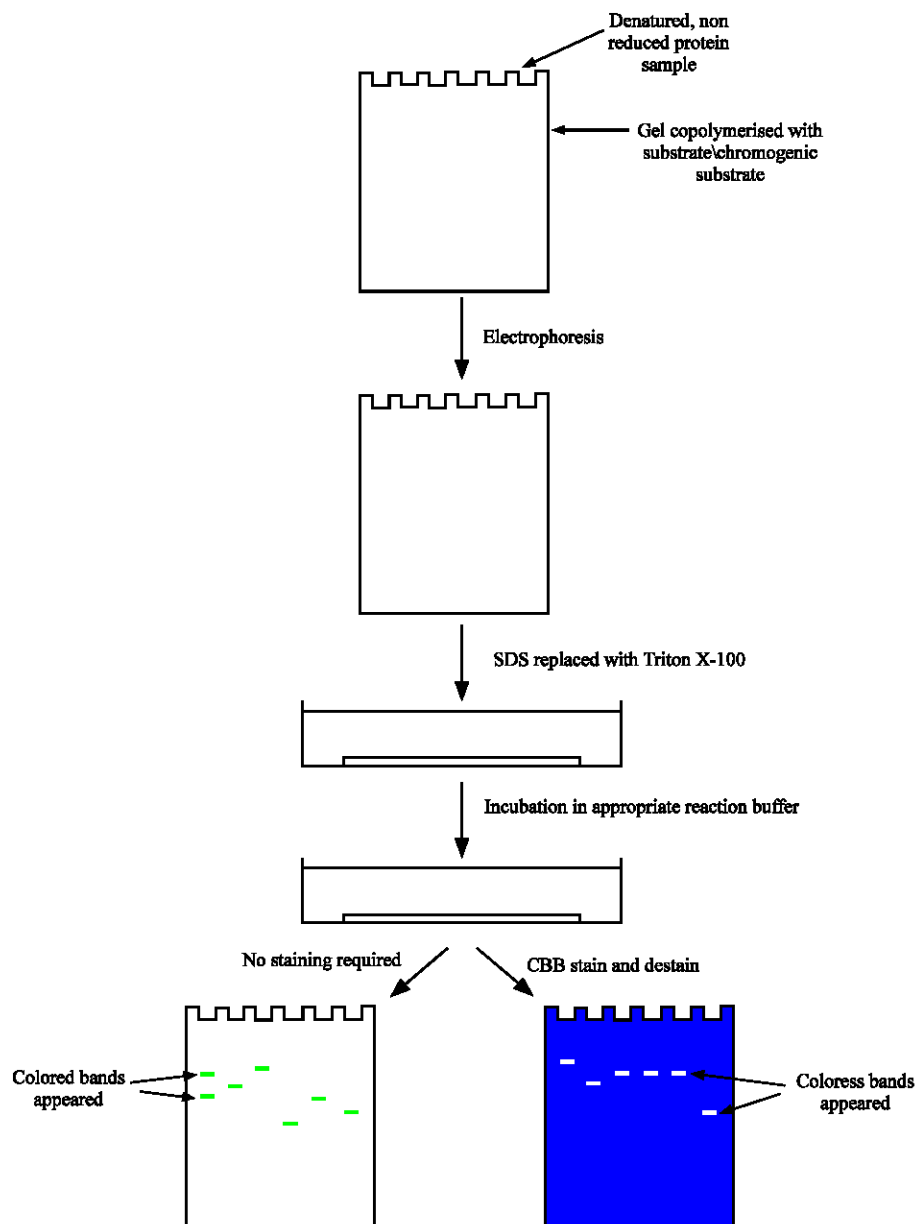 Denatured, non
reduced protein
sample
Gel copolymerised with
substrate\chromogenic
substrate
Electrophoresis
SDS replaced with Triton X-100
Incubation in appropriate reaction buffer
No staining required
CBB stain and destain
Colored bands
appeared
Coloress bands
appeared